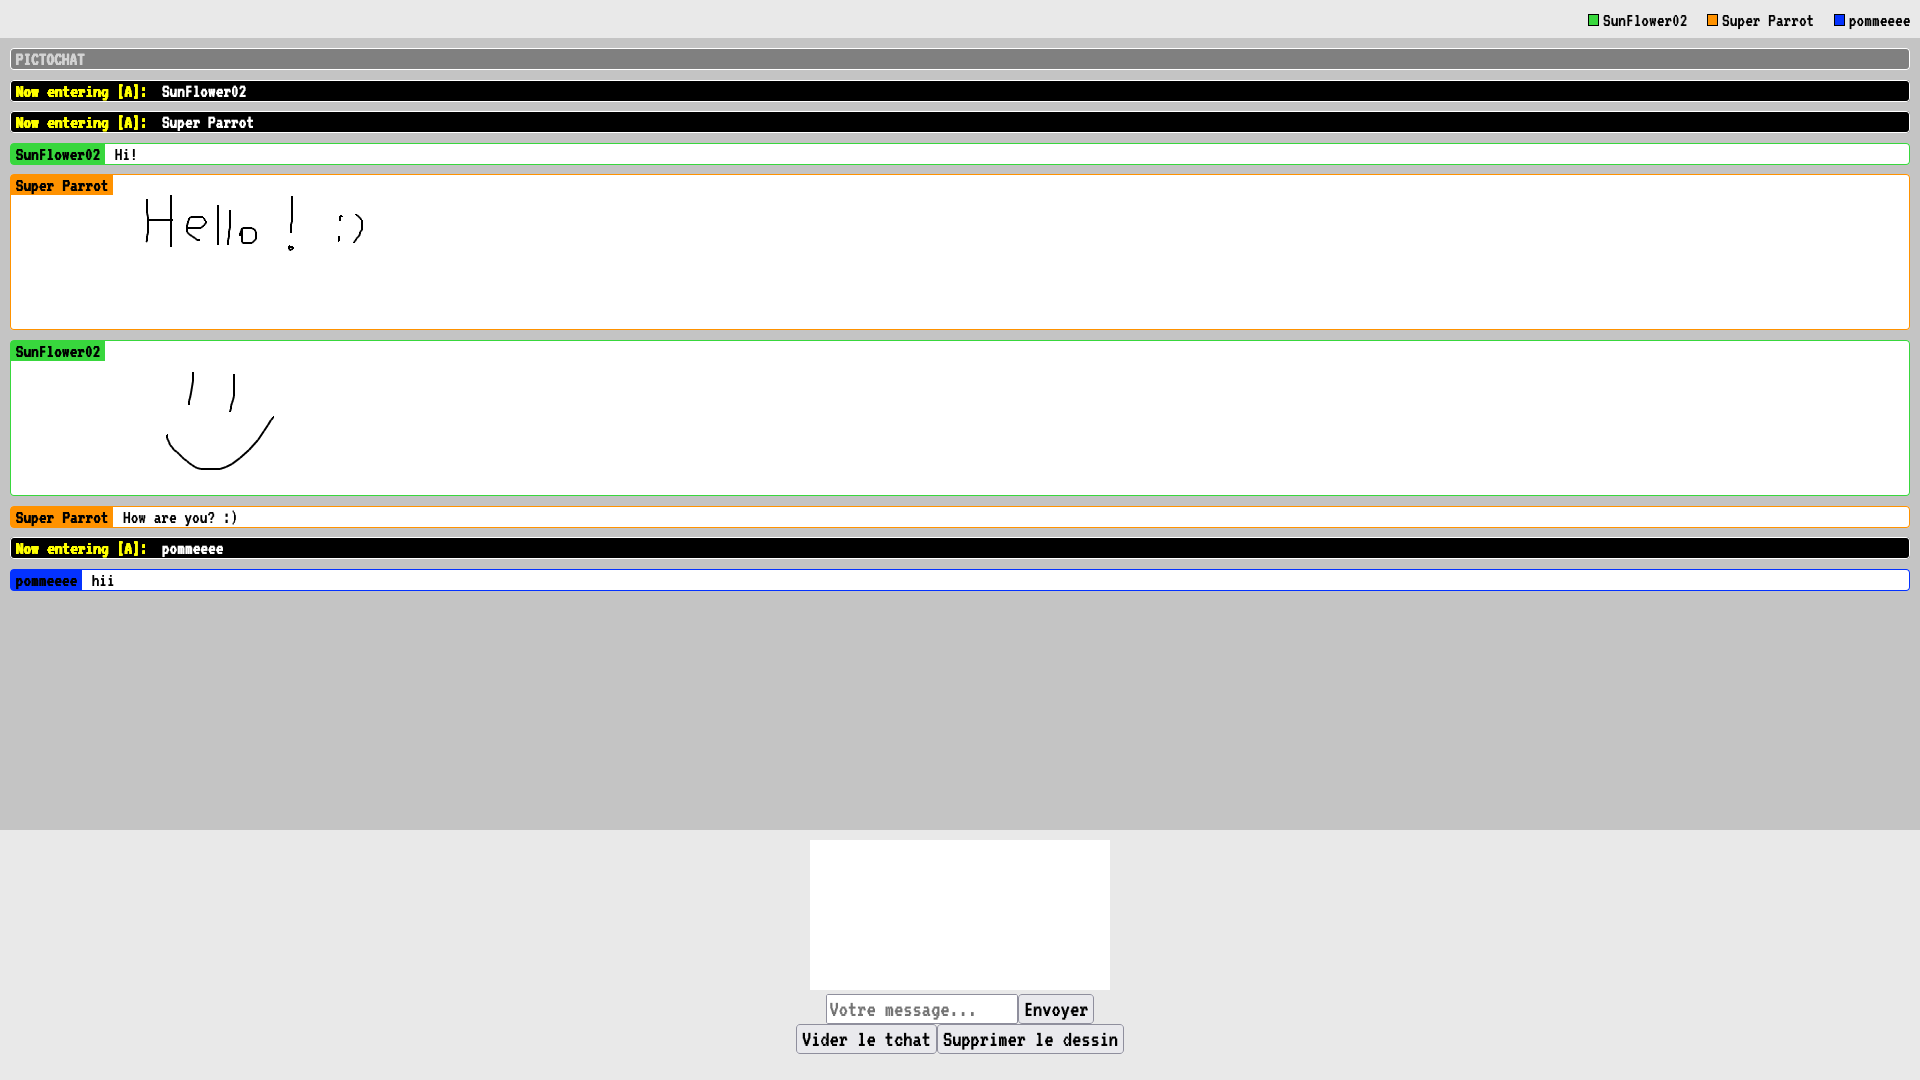 SunFlower02 Super Parrot pommeeee
PICTOCHAT
Now entering [A]: SunFlower02
Now entering [A]: Super Parrot
SunFlower02 Hi!
Super Parrot
Hello! :)
SunFlower02
Super Parrot How are you? :)
Now entering [A]: pommeeee
pommeeee hii
Votre message... Envoyer
Vider le tchat Supprimer le dessin